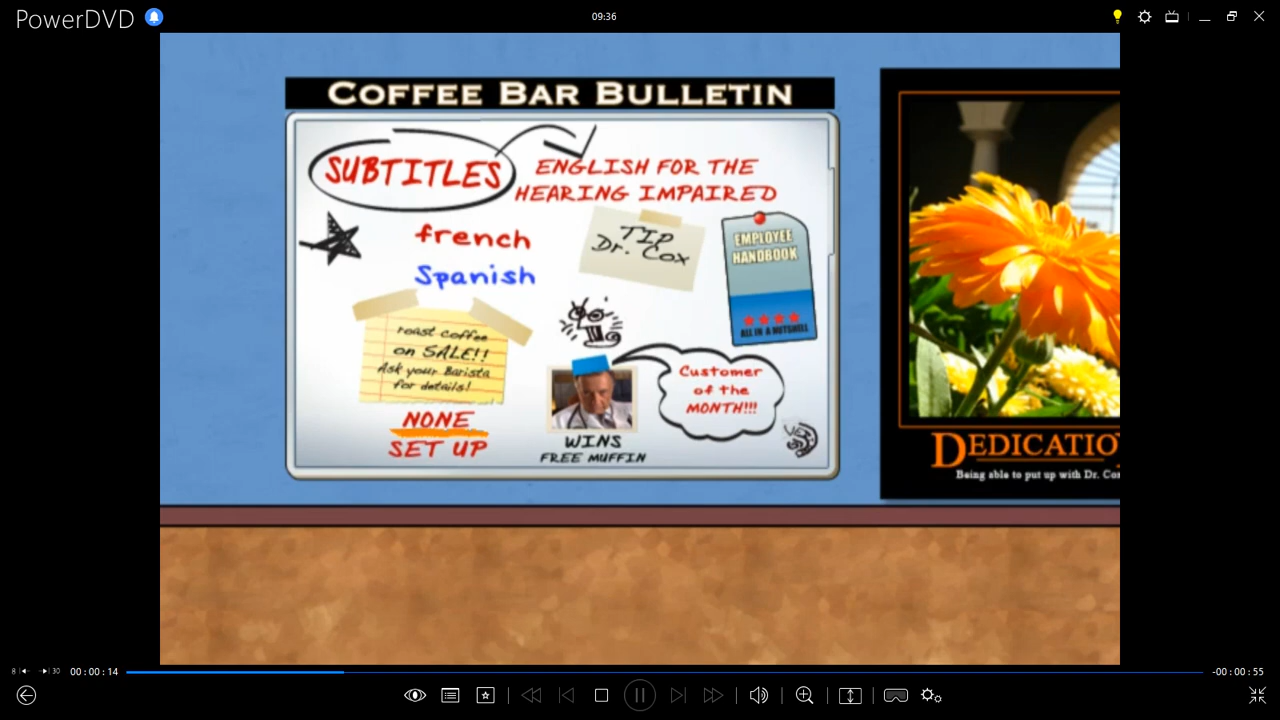 PowerDVD
09:36
COFFEE BAR BULLETIN
SUBTITLES
ENGLISH FOR THE
HEARING IMPAIRED
french
Spanish
TIP
Dr. Cox
EMPLOYEE
HANDBOOK
ALL IN A NUTSHELL
roast coffee
on SALE!!
Ask your Barista
for details!
Customer
of the
MONTH!!!
NONE
SET UP
WINS
FREE MUFFIN
DEDICATIO
Being able to put up with Dr. Co
8
30
00:00:14
-00:00:55